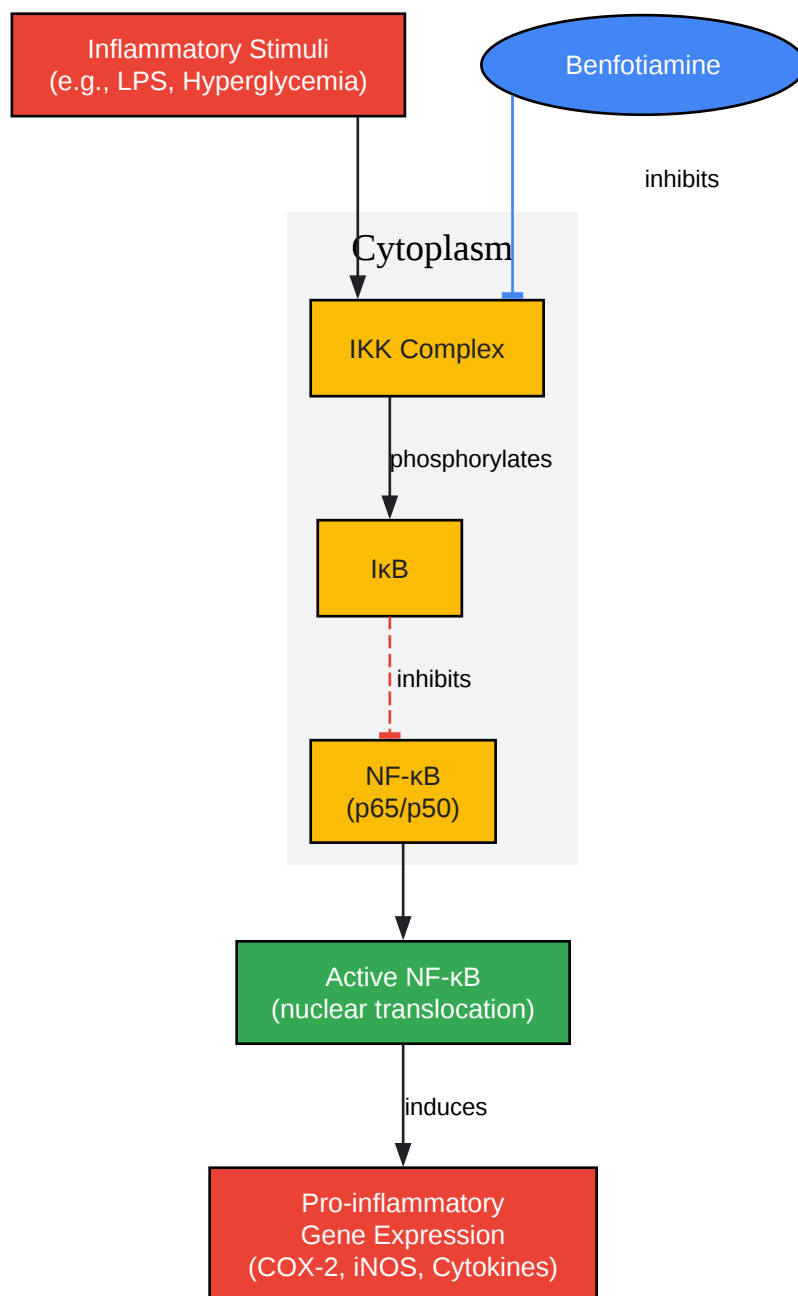 Inflammatory Stimuli
(e.g., LPS, Hyperglycemia)
Benfotiamine
inhibits
Cytoplasm
IKK Complex
phosphorylates
IκB
inhibits
NF-κB
(p65/p50)
Active NF-κB
(nuclear translocation)
induces
Pro-inflammatory
Gene Expression
(COX-2, iNOS, Cytokines)